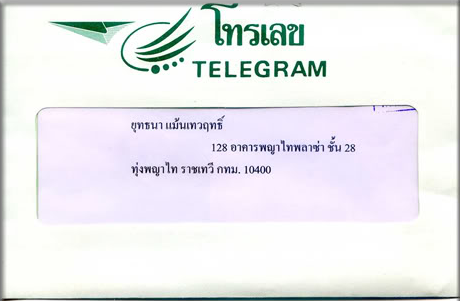 โทรเลข
TELEGRAM
ยุทธนา แม้นเทวฤทธิ์
128 อาคารพญาไทพลาซ่า ชั้น 28
ทุ่งพญาไท ราชเทวี กทม. 10400